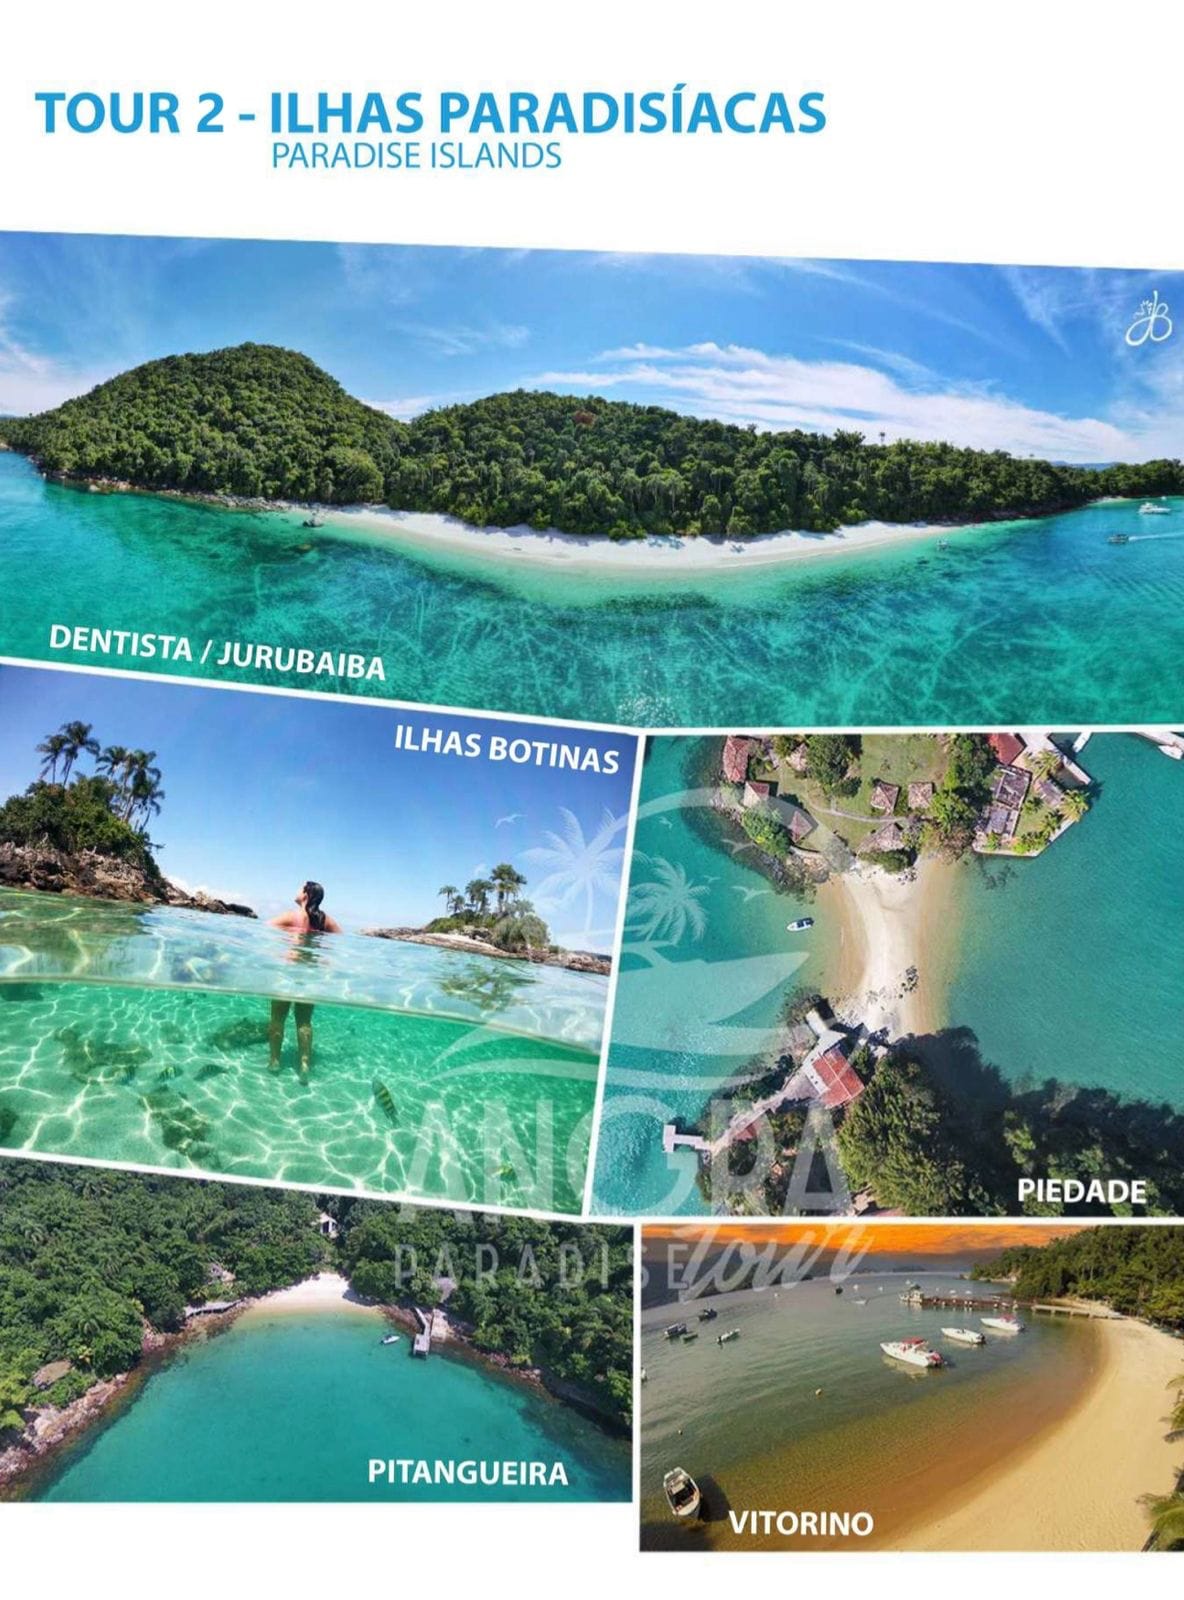 TOUR 2 - ILHAS PARADISÍACAS
PARADISE ISLANDS
DENTISTA / JURUBAIBA
ILHAS BOTINAS
PIEDADE
ANGRA
PARADISE tour
PITANGUEIRA
VITORINO